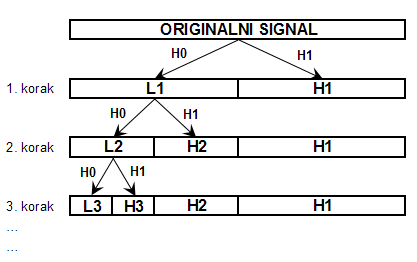 ORIGINALNI SIGNAL
H0 H1
1. korak L1 H1
H0 H1
2. korak L2 H2 H1
H0 H1
3. korak L3 H3 H2 H1
...
...